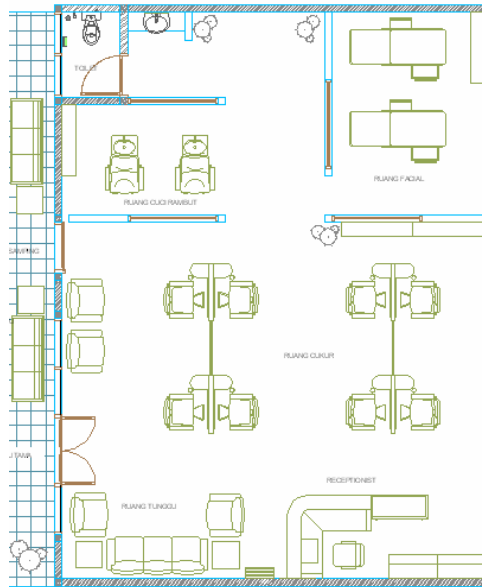 TOILET
RUANG FACIAL
RUANG CUCI RAMBUT
SAMPING
RUANG CUKUR
UTAMA
RECEPTIONIST
RUANG TUNGGU